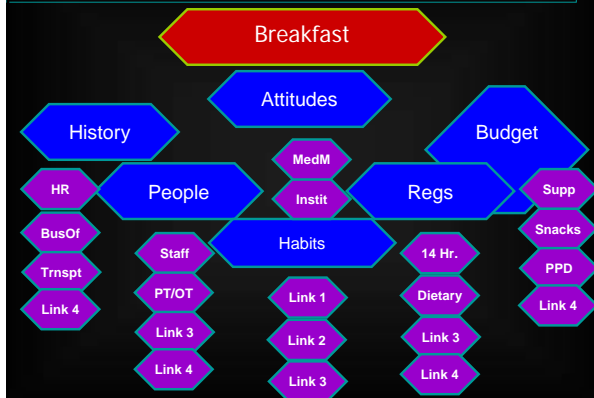 Breakfast
Attitudes
History
Budget
MedM
HR
People
Instit
Regs
Supp
BusOf
Staff
Habits
14 Hr.
Snacks
Trnspt
PT/OT
Link 1
Dietary
PPD
Link 4
Link 3
Link 2
Link 3
Link 4
Link 4
Link 3
Link 4